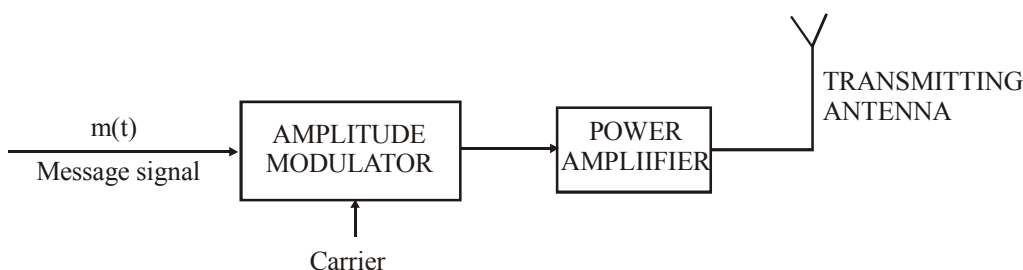 m(t)
Message signal
AMPLITUDE
MODULATOR
Carrier
POWER
AMPLIIFIER
TRANSMITTING
ANTENNA